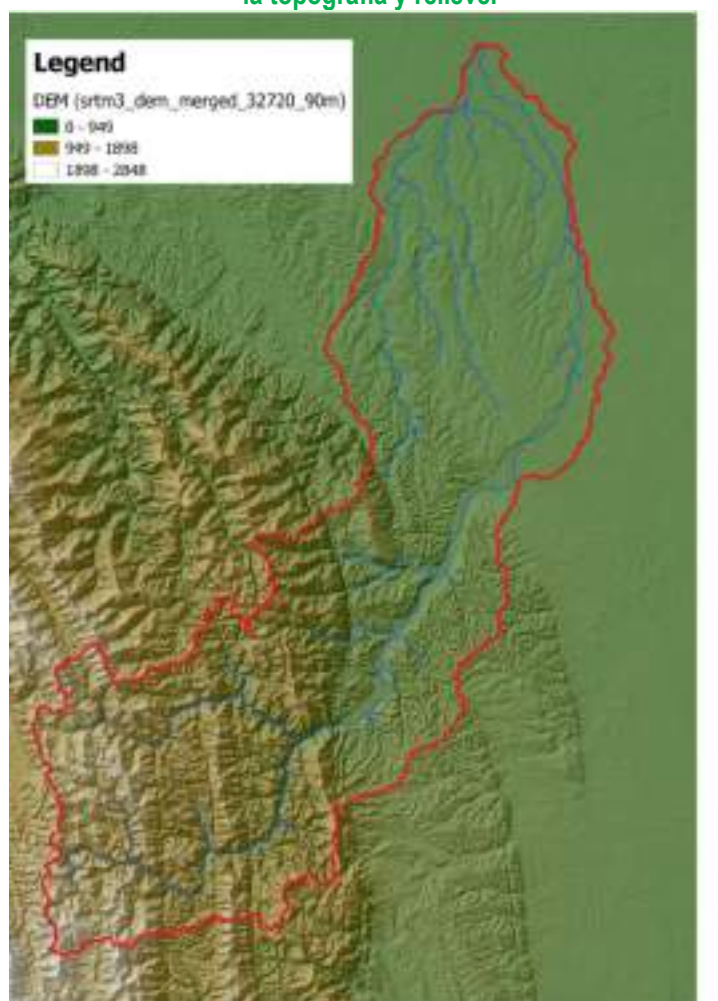 la topografía y relieve.
Legend
DEM (srtm3_dem_merged_32720_90m)
0 - 949
949 - 1898
1898 - 2848